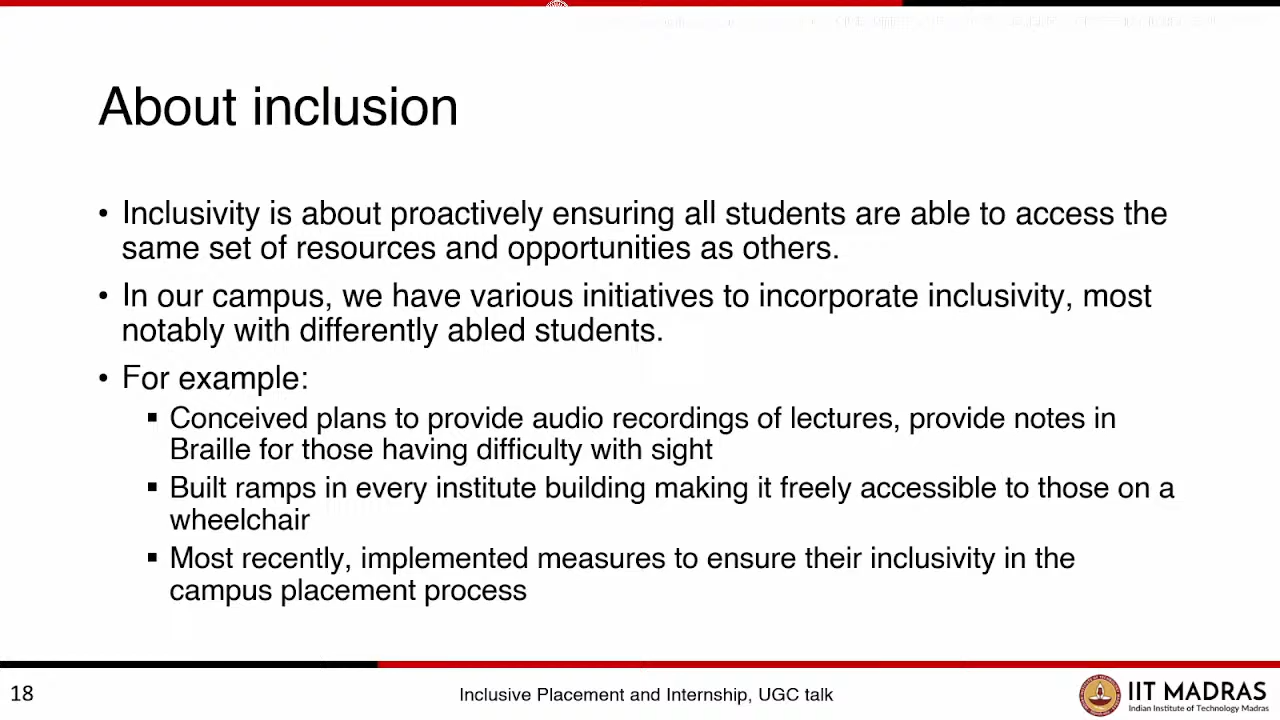 About inclusion
• Inclusivity is about proactively ensuring all students are able to access the
same set of resources and opportunities as others.
• In our campus, we have various initiatives to incorporate inclusivity, most
notably with differently abled students.
• For example:
▪ Conceived plans to provide audio recordings of lectures, provide notes in
Braille for those having difficulty with sight
▪ Built ramps in every institute building making it freely accessible to those on a
wheelchair
▪ Most recently, implemented measures to ensure their inclusivity in the
campus placement process
18
Inclusive Placement and Internship, UGC talk
IIT MADRAS
Indian Institute of Technology Madras